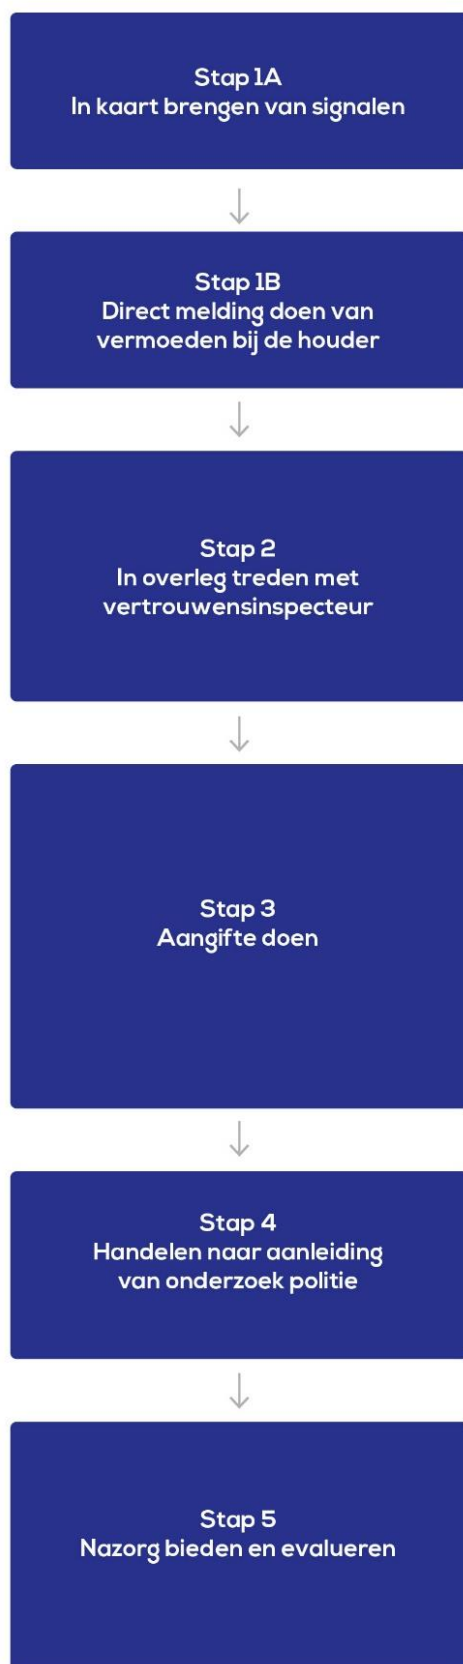 Stap 1A
In kaart brengen van signalen
Stap 1B
Direct melding doen van
vermoeden bij de houder
Stap 2
In overleg treden met
vertrouwensinspecteur
Stap 3
Aangifte doen
Stap 4
Handelen naar aanleiding
van onderzoek politie
Stap 5
Nazorg bieden en evalueren